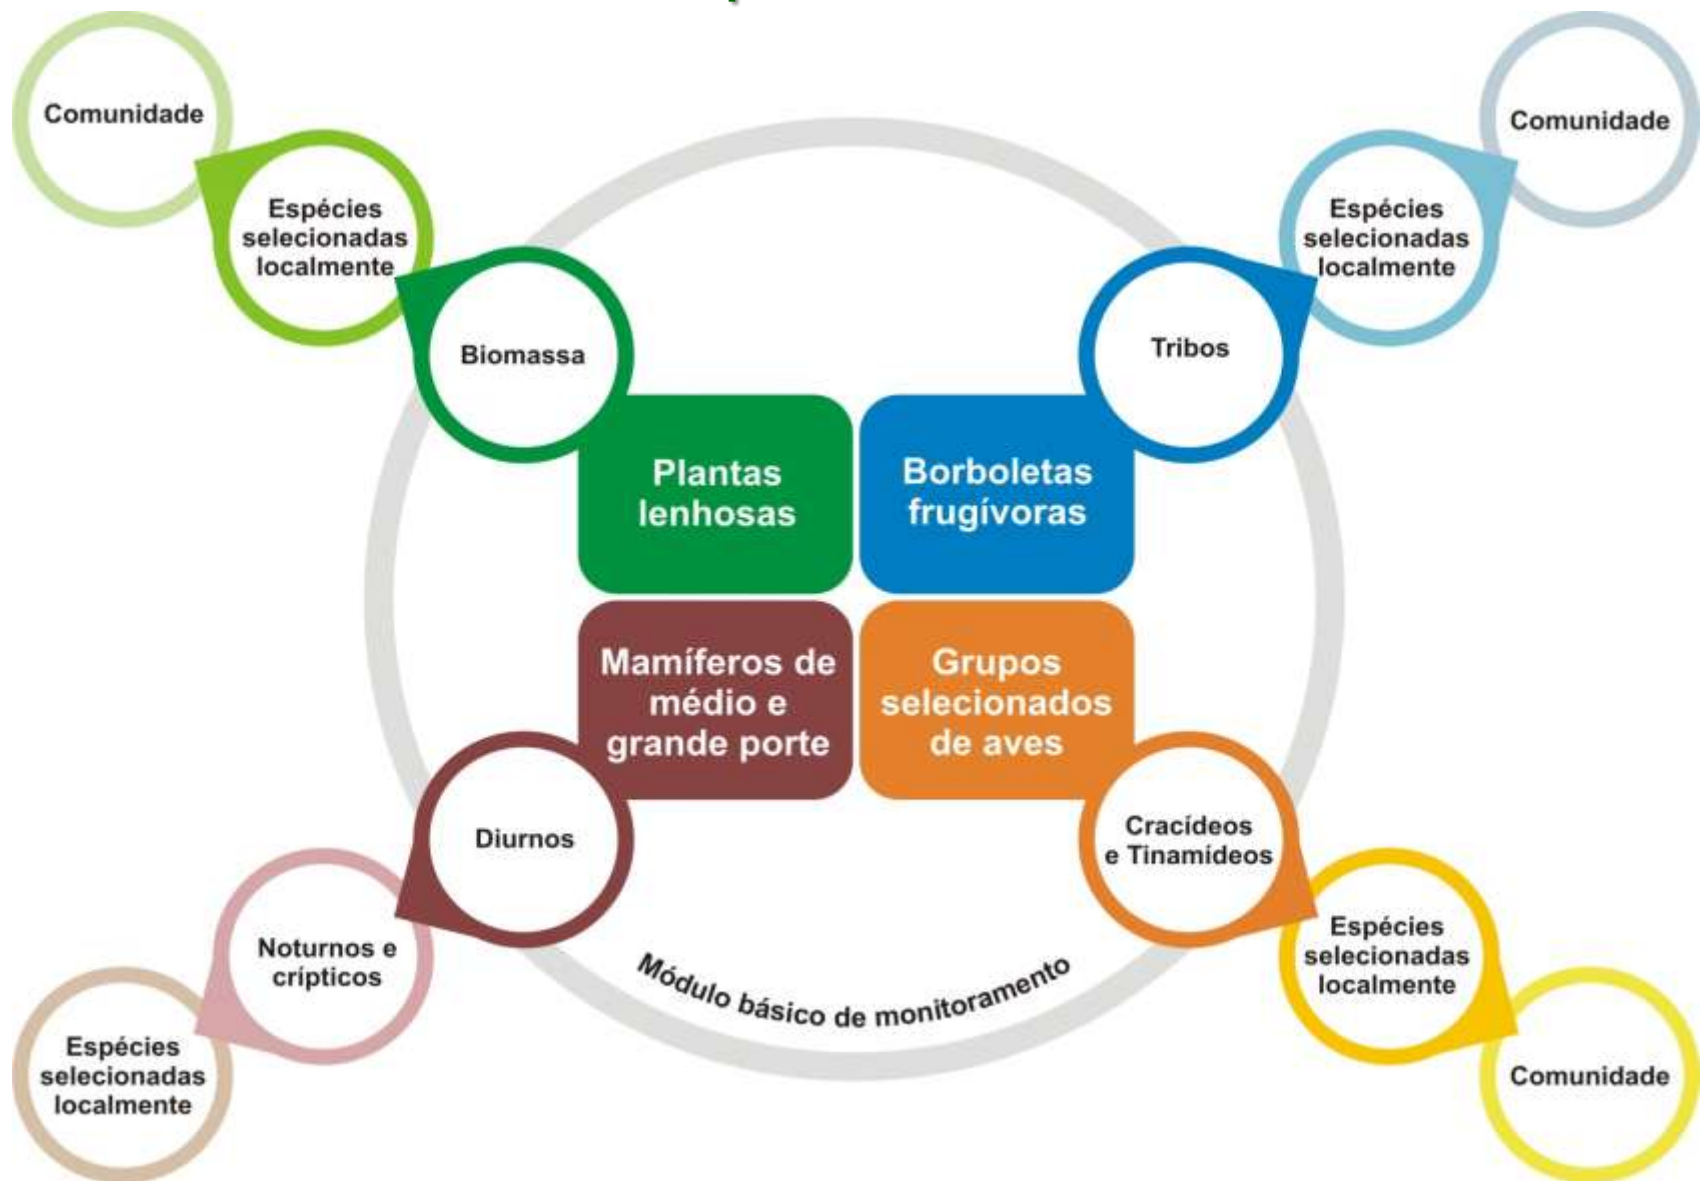 Comunidade
Espécies
selecionadas
localmente
Biomassa
Plantas
lenhosas
Comunidade
Espécies
selecionadas
localmente
Tribos
Borboletas
frugívoras
Mamíferos de
médio e
grande porte
Diurnos
Noturnos e
crípticos
Espécies
selecionadas
localmente
Grupos
selecionados
de aves
Cracídeos
e Tinamídeos
Espécies
selecionadas
localmente
Comunidade
Módulo básico de monitoramento